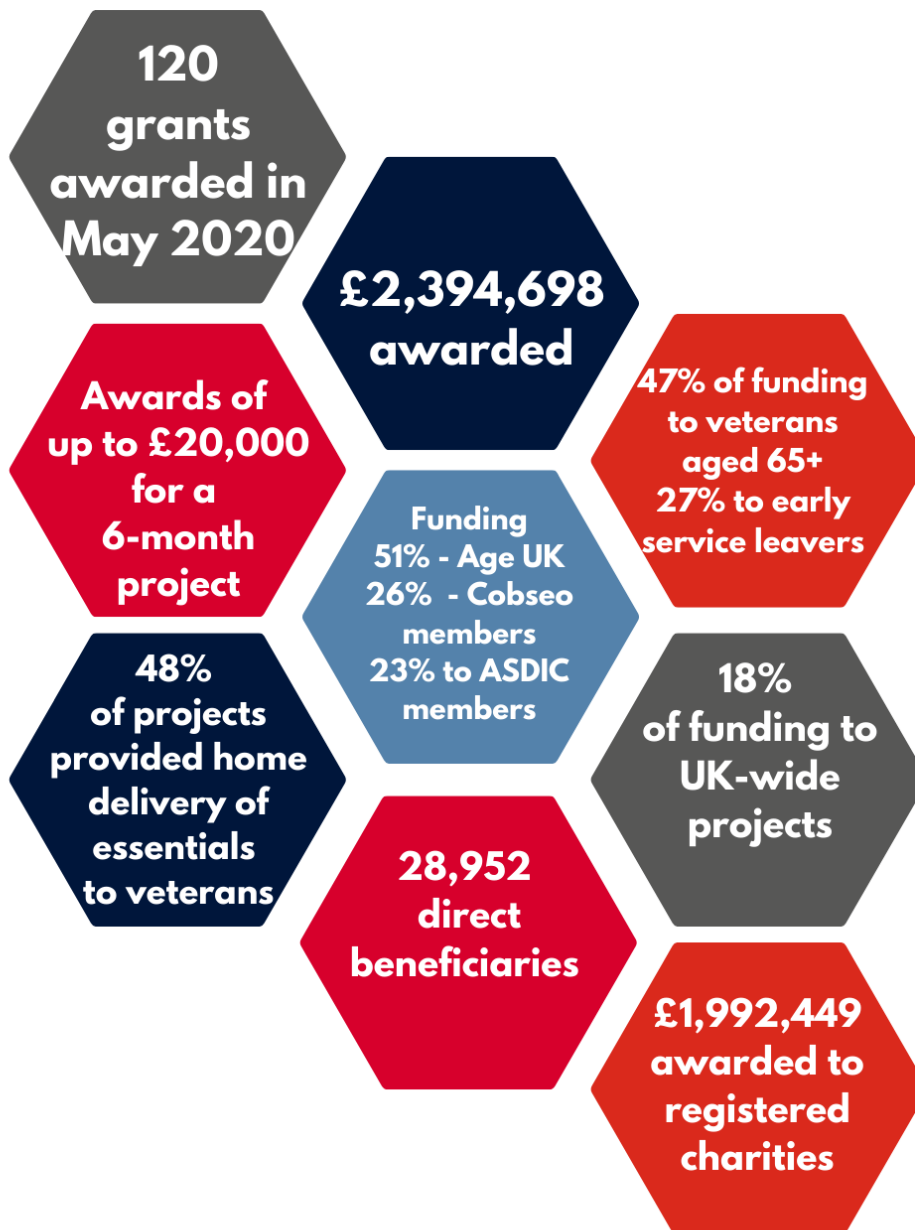 120
grants
awarded in
May 2020
£2,394,698
awarded
Awards of
up to £20,000
for a
6-month
project
47% of funding
to veterans
aged 65+
27% to early
service leavers
Funding
51% - Age UK
26% - Cobseo
members
23% to ASDIC
members
48%
of projects
provided home
delivery of
essentials
to veterans
18%
of funding to
UK-wide
projects
28,952
direct
beneficiaries
£1,992,449
awarded to
registered
charities